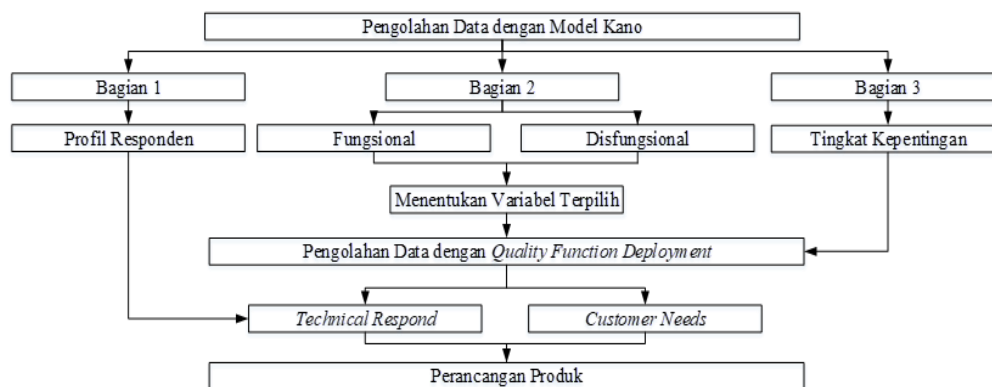 Pengolahan Data dengan Model Kano
Bagian 1
Bagian 2
Bagian 3
Profil Responden
Fungsional
Disfungsional
Tingkat Kepentingan
Menentukan Variabel Terpilih
Pengolahan Data dengan Quality Function Deployment
Technical Respond
Customer Needs
Perancangan Produk